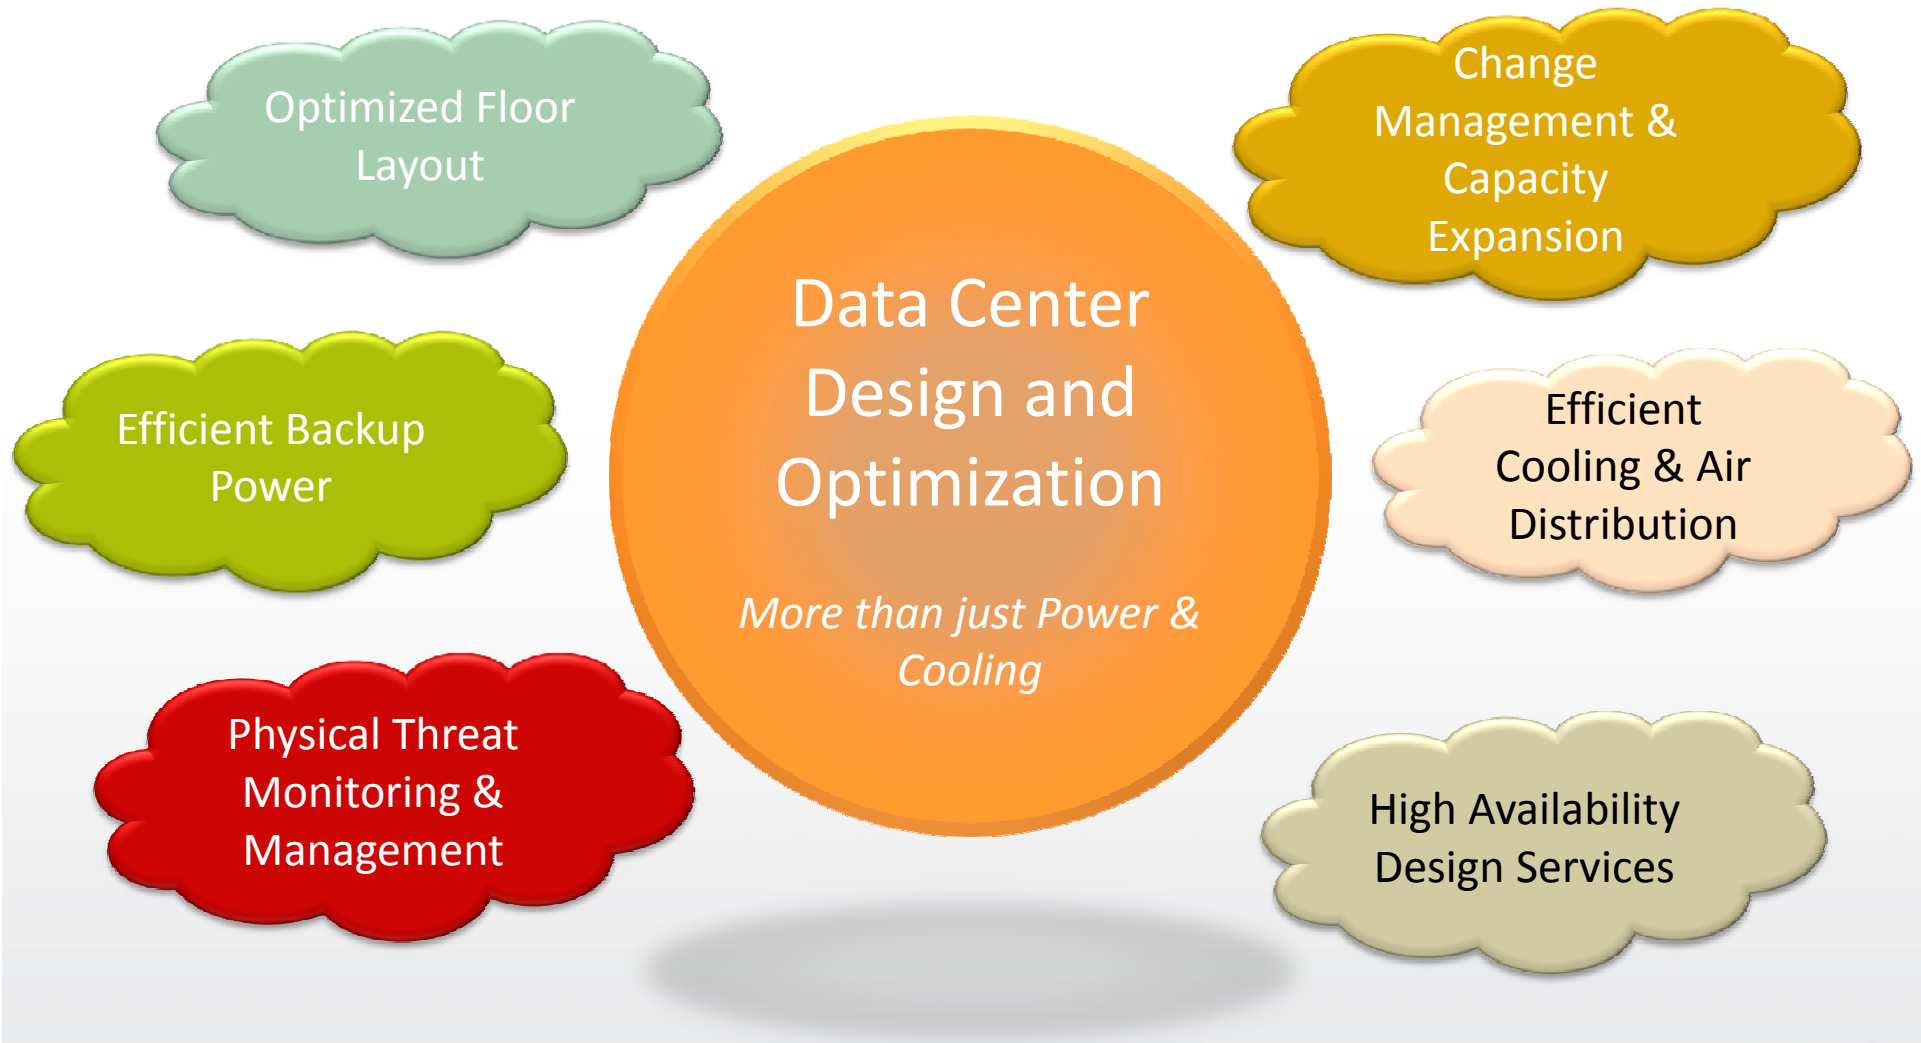 Optimized Floor
Layout
Efficient Backup
Power
Physical Threat
Monitoring &
Management
Data Center
Design and
Optimization
More than just Power &
Cooling
Change
Management &
Capacity
Expansion
Efficient
Cooling & Air
Distribution
High Availability
Design Services